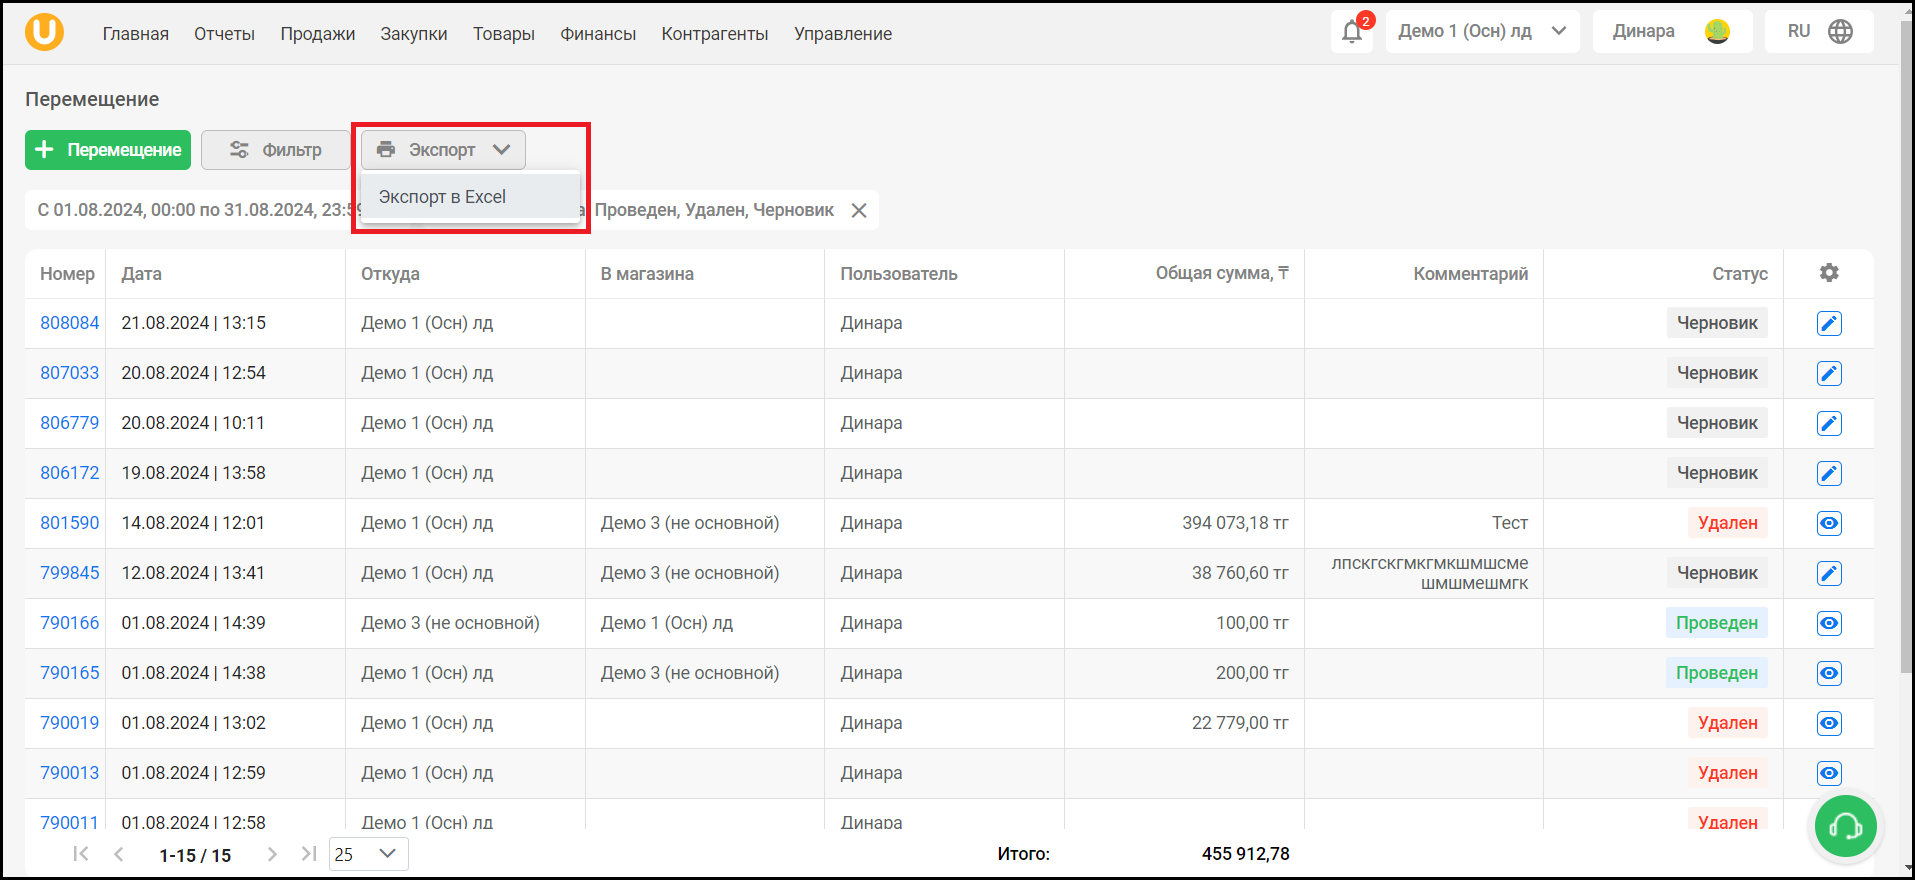 U Главная Отчеты Продажи Закупки Товары Финансы Контрагенты Управление 2 Демо 1 (Осн) лд Динара RU
Перемещение
Перемещение Фильтр Экспорт
Экспорт в Excel
С 01.08.2024, 00:00 по 31.08.2024, 23:59 Проведен, Удален, Черновик
Номер Дата Откуда В магазина Пользователь Общая сумма, ₸ Комментарий Статус
808084 21.08.2024 | 13:15 Демо 1 (Осн) лд Динара Черновик
807033 20.08.2024 | 12:54 Демо 1 (Осн) лд Динара Черновик
806779 20.08.2024 | 10:11 Демо 1 (Осн) лд Динара Черновик
806172 19.08.2024 | 13:58 Демо 1 (Осн) лд Динара Черновик
801590 14.08.2024 | 12:01 Демо 1 (Осн) лд Демо 3 (не основной) Динара 394 073,18 тг Тест Удален
799845 12.08.2024 | 13:41 Демо 1 (Осн) лд Демо 3 (не основной) Динара 38 760,60 тг лпскгскгмкгмкшмшсме Черновик
шмшмешмгк
790166 01.08.2024 | 14:39 Демо 3 (не основной) Демо 1 (Осн) лд Динара 100,00 тг Проведен
790165 01.08.2024 | 14:38 Демо 1 (Осн) лд Демо 3 (не основной) Динара 200,00 тг Проведен
790019 01.08.2024 | 13:02 Демо 1 (Осн) лд Динара 22 779,00 тг Удален
790013 01.08.2024 | 12:59 Демо 1 (Осн) лд Динара Удален
790011 01.08.2024 | 12:58 Демо 1 (Осн) лд Динара Удален
1-15 / 15 25 Итого: 455 912,78